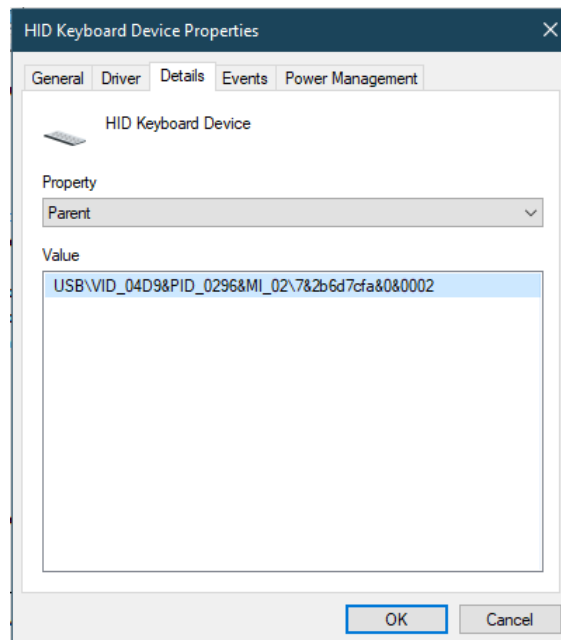 HID Keyboard Device Properties
General Driver Details Events Power Management
HID Keyboard Device
Property
Parent
Value
USB\VID_04D9&PID_0296&MI_02\7&2b6d7cfa&0&0002
OK Cancel